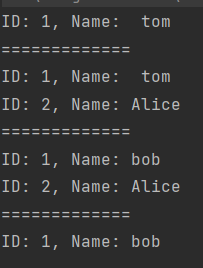 ID: 1, Name:  tom
=============
ID: 1, Name:  tom
ID: 2, Name: Alice
=============
ID: 1, Name: bob
ID: 2, Name: Alice
=============
ID: 1, Name: bob